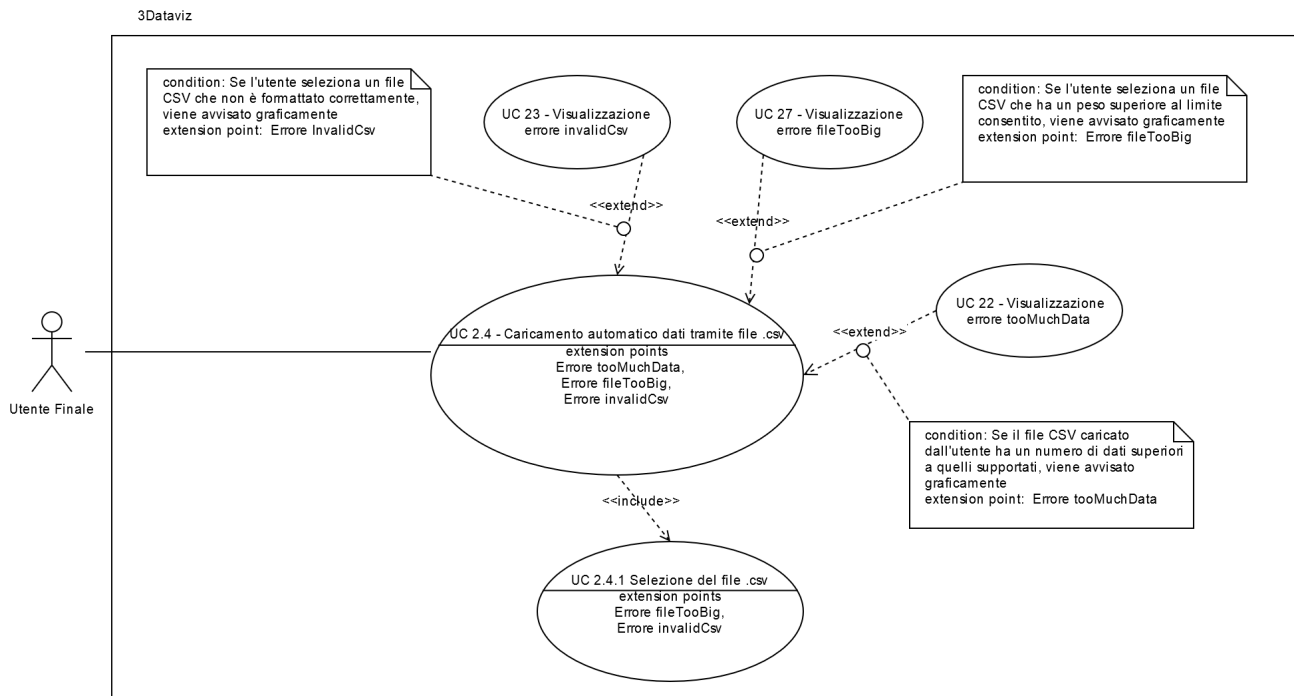 3Dataviz
condition: Se l'utente seleziona un file
CSV che non è formattato correttamente,
viene avvisato graficamente
extension point: Errore InvalidCsv
UC 23 - Visualizzazione
errore invalidCsv
UC 27 - Visualizzazione
errore fileTooBig
condition: Se l'utente seleziona un file
CSV che ha un peso superiore al limite
consentito, viene avvisato graficamente
extension point: Errore fileTooBig
<<extend>>
<<extend>>
UC 22 - Visualizzazione
errore tooMuchData
<<extend>>
UC 2.4 - Caricamento automatico dati tramite file .csv
extension points
Errore tooMuchData,
Errore fileTooBig,
Errore invalidCsv
Utente Finale
condition: Se il file CSV caricato
dall'utente ha un numero di dati superiori
a quelli supportati, viene avvisato
graficamente
extension point: Errore tooMuchData
<<include>>
UC 2.4.1 Selezione del file .csv
extension points
Errore fileTooBig,
Errore invalidCsv